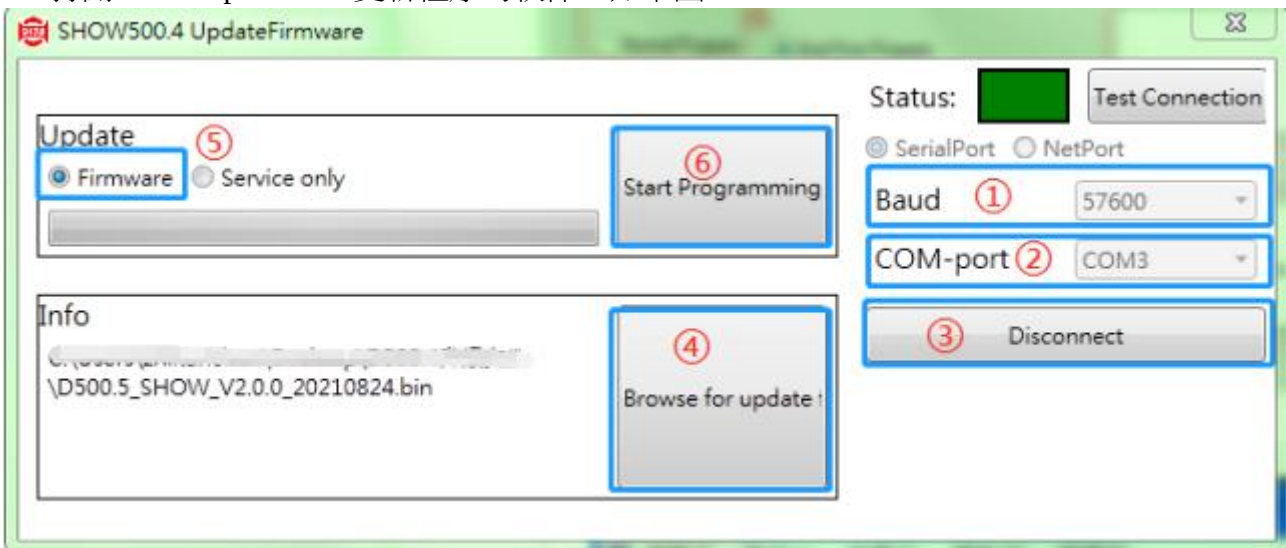 SHOW500.4 UpdateFirmware
Status:
Test Connection
Update
⑤
Firmware
Service only
⑥
Start Programming
SerialPort
NetPort
Baud
①
57600
COM-port
②
COM3
③
Disconnect
Info
\D500.5_SHOW_V2.0.0_20210824.bin
④
Browse for update